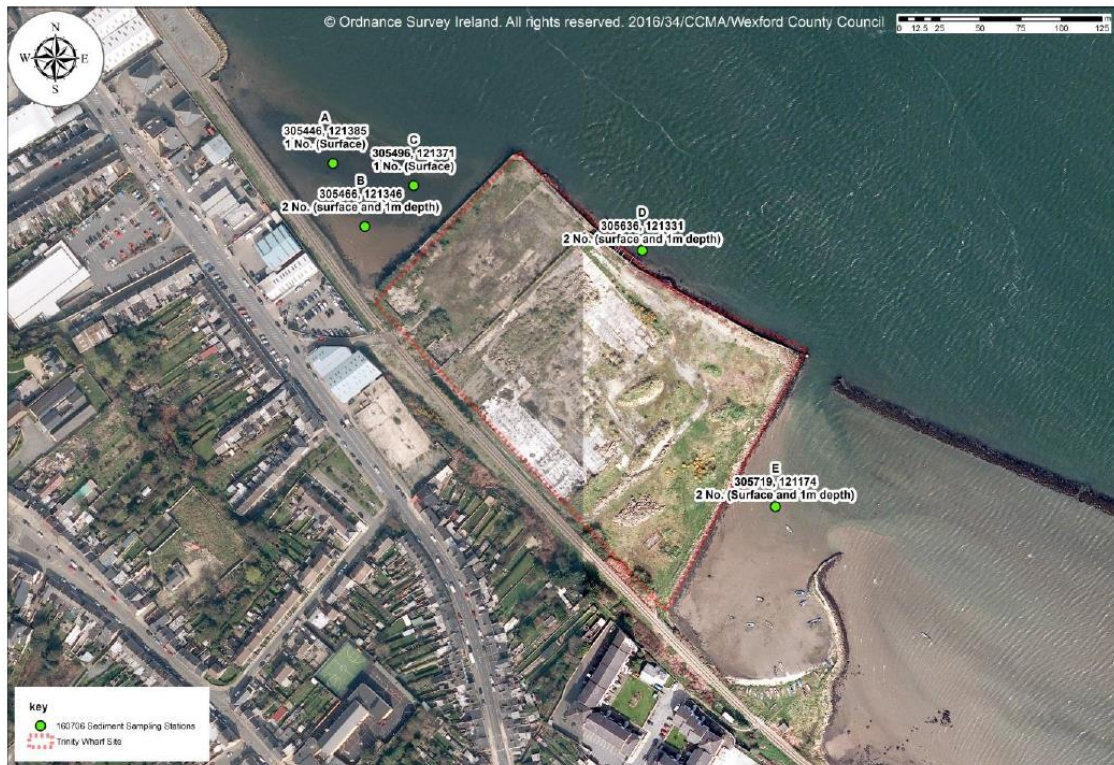 © Ordnance Survey Ireland. All rights reserved. 2016/34/CCMA/Wexford County Council
0 12.5 25 50 75 100 125
N
W E
S
A
305446, 121385
1 No. (Surface)
C
305496, 121371
1 No. (Surface)
B
305466, 121346
2 No. (surface and 1m depth)
D
305636, 121331
2 No. (surface and 1m depth)
E
305719, 121174
2 No. (Surface and 1m depth)
key
160706 Sediment Sampling Stations
Trinity Wharf Site